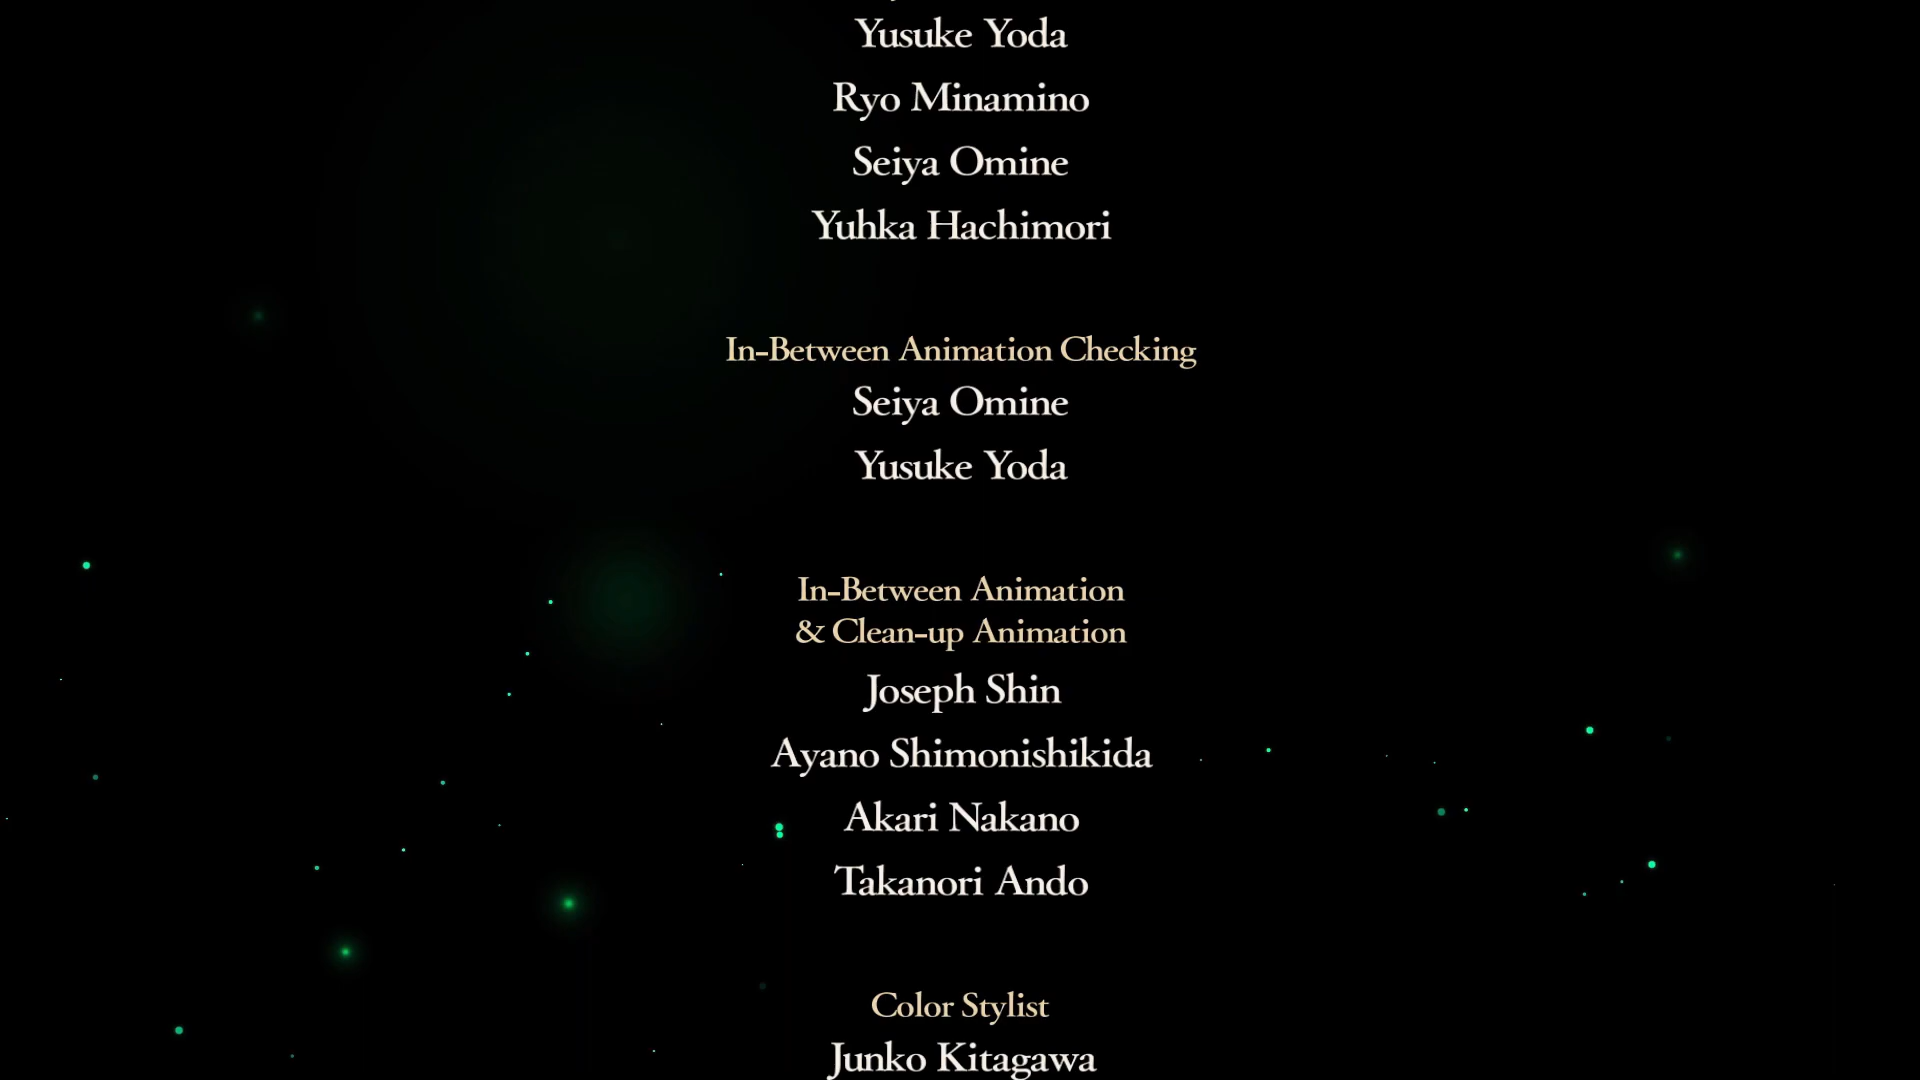 Yusuke Yoda
Ryo Minamino
Seiya Omine
Yuhka Hachimori
In-Between Animation Checking
Seiya Omine
Yusuke Yoda
In-Between Animation
& Clean-up Animation
Joseph Shin
Ayano Shimonishikida
Akari Nakano
Takanori Ando
Color Stylist
Junko Kitagawa